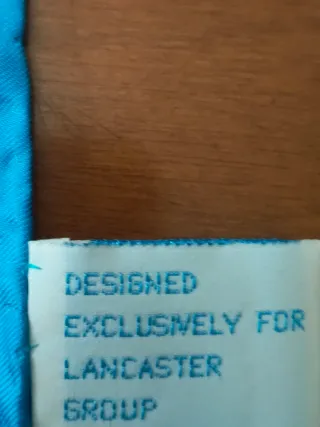 DESIGNED
EXCLUSIVELY FOR
LANCASTER
GROUP